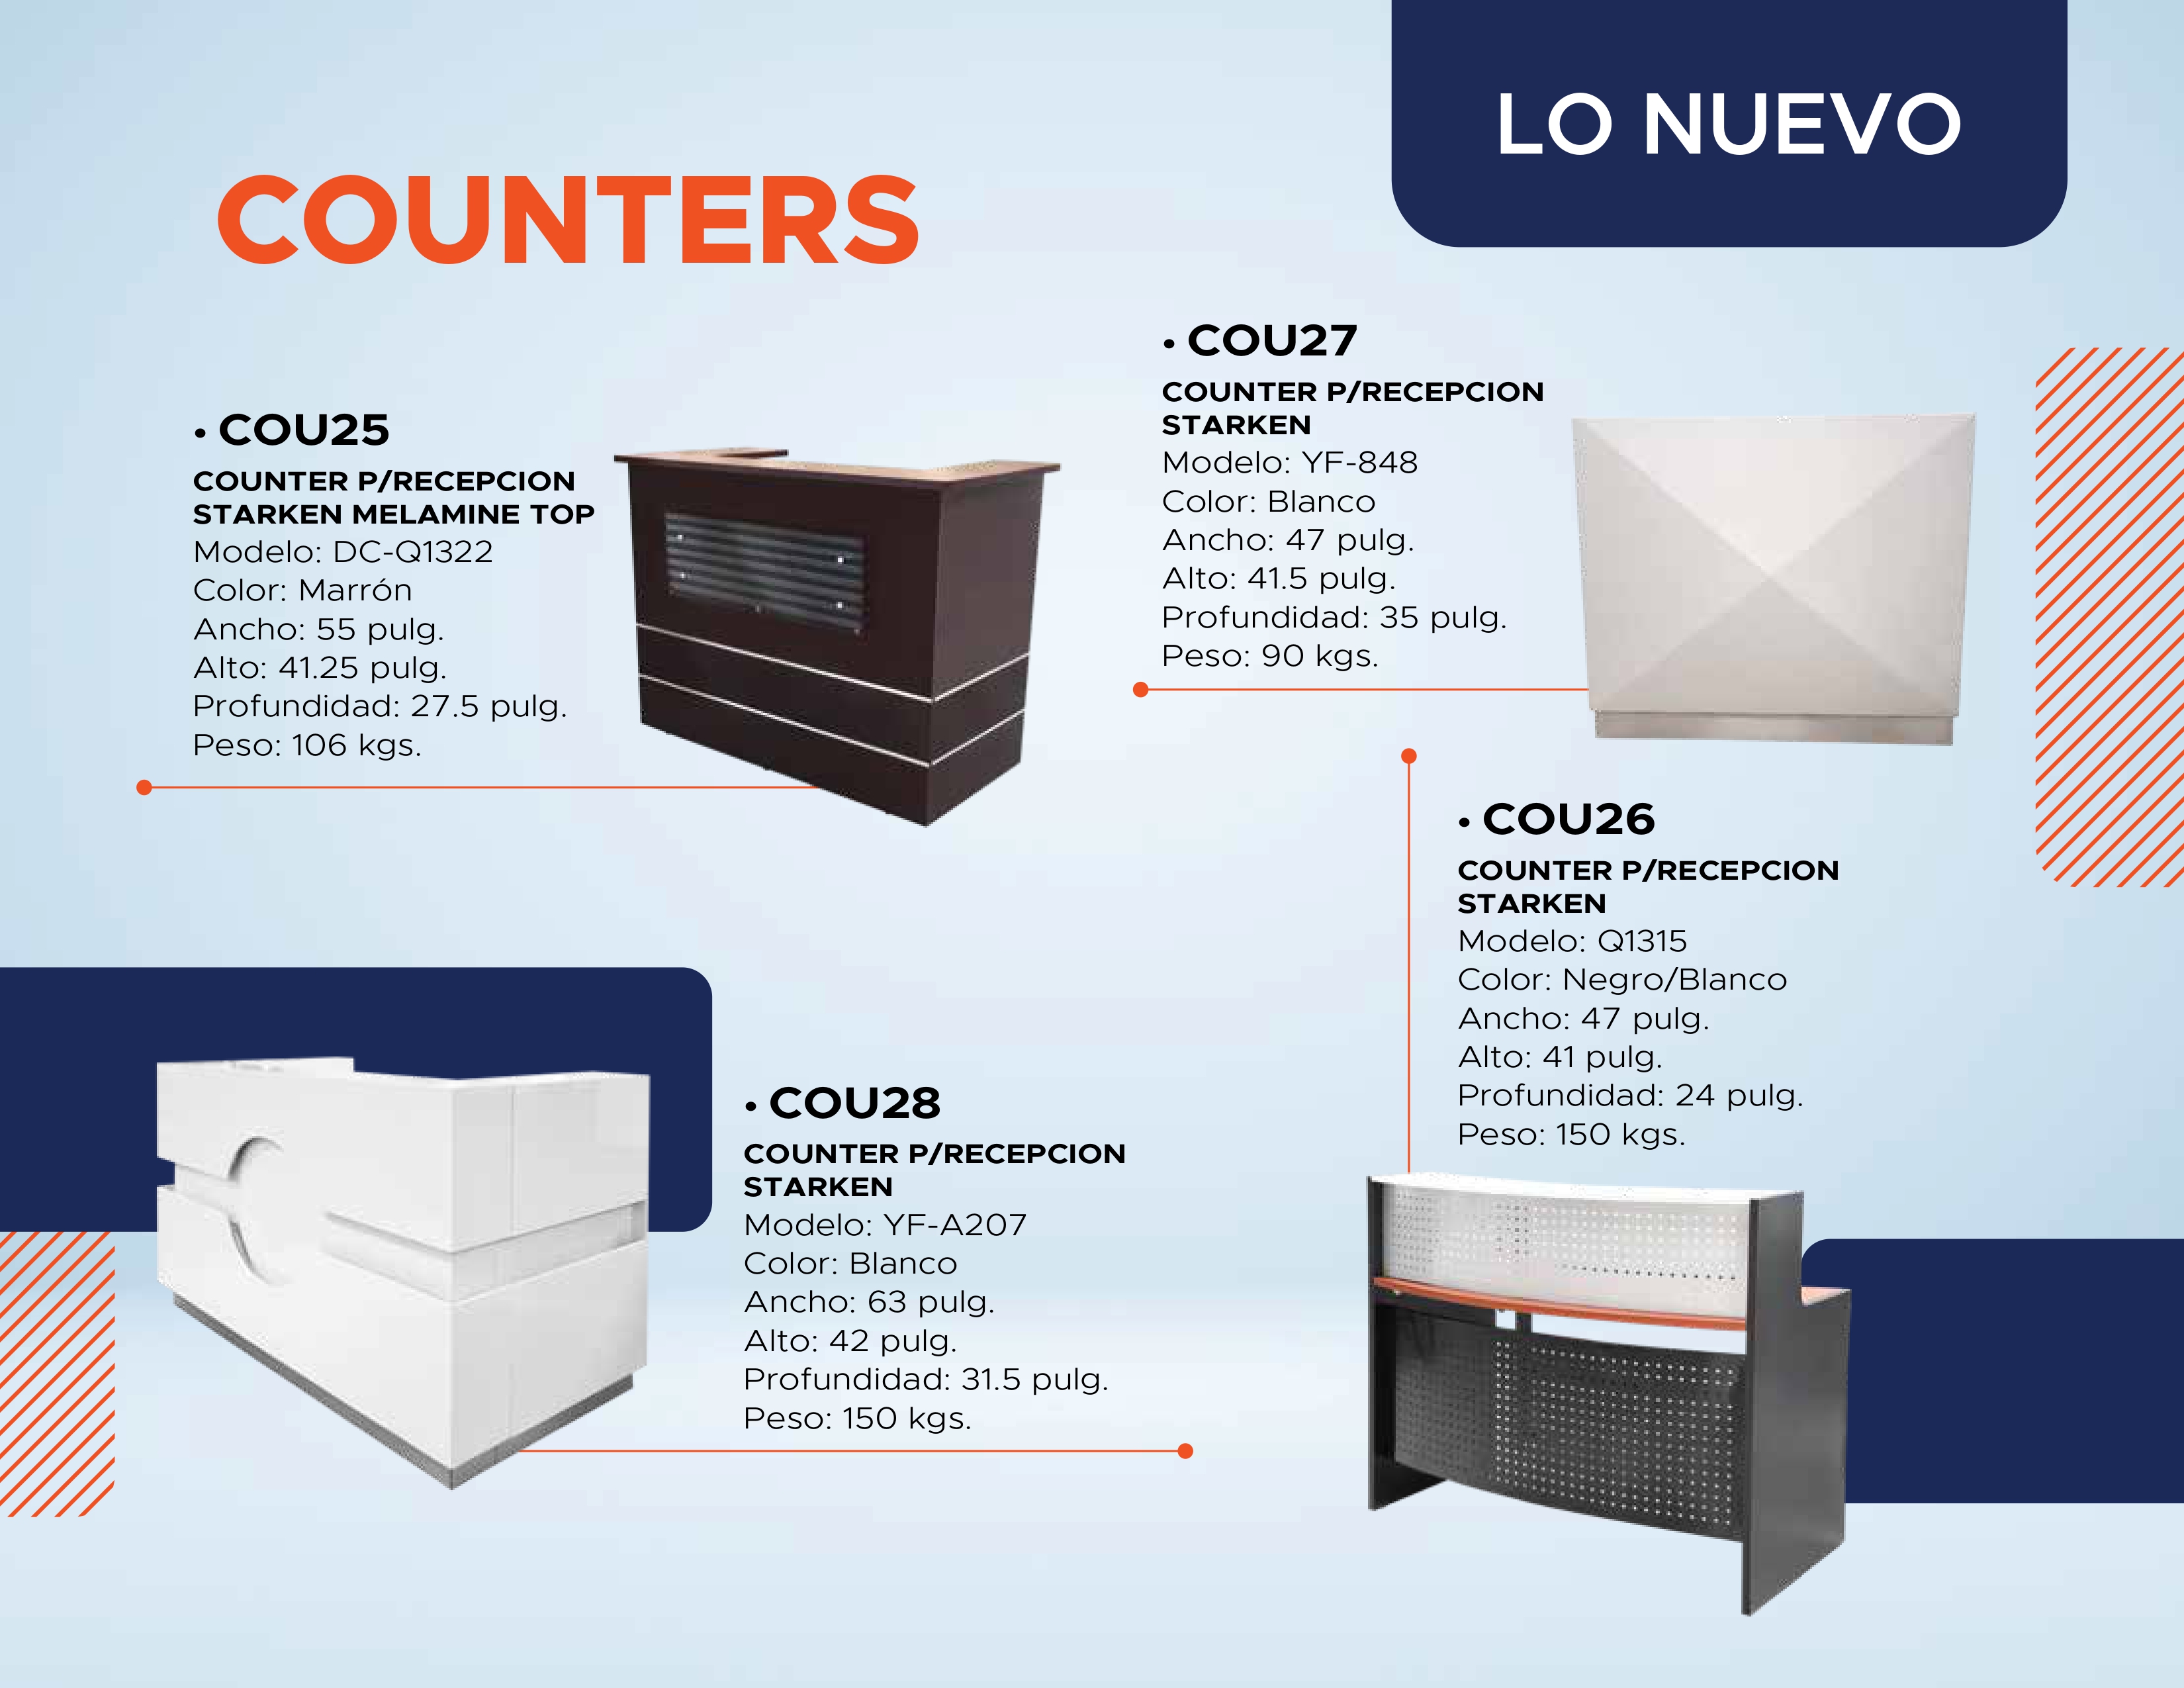 LO NUEVO
COUNTERS
• COU25
COUNTER P/RECEPCION
STARKEN MELAMINE TOP
Modelo: DC-Q1322
Color: Marrón
Ancho: 55 pulg.
Alto: 41.25 pulg.
Profundidad: 27.5 pulg.
Peso: 106 kgs.
• COU27
COUNTER P/RECEPCION
STARKEN
Modelo: YF-848
Color: Blanco
Ancho: 47 pulg.
Alto: 41.5 pulg.
Profundidad: 35 pulg.
Peso: 90 kgs.
• COU26
COUNTER P/RECEPCION
STARKEN
Modelo: Q1315
Color: Negro/Blanco
Ancho: 47 pulg.
Alto: 41 pulg.
Profundidad: 24 pulg.
Peso: 150 kgs.
• COU28
COUNTER P/RECEPCION
STARKEN
Modelo: YF-A207
Color: Blanco
Ancho: 63 pulg.
Alto: 42 pulg.
Profundidad: 31.5 pulg.
Peso: 150 kgs.